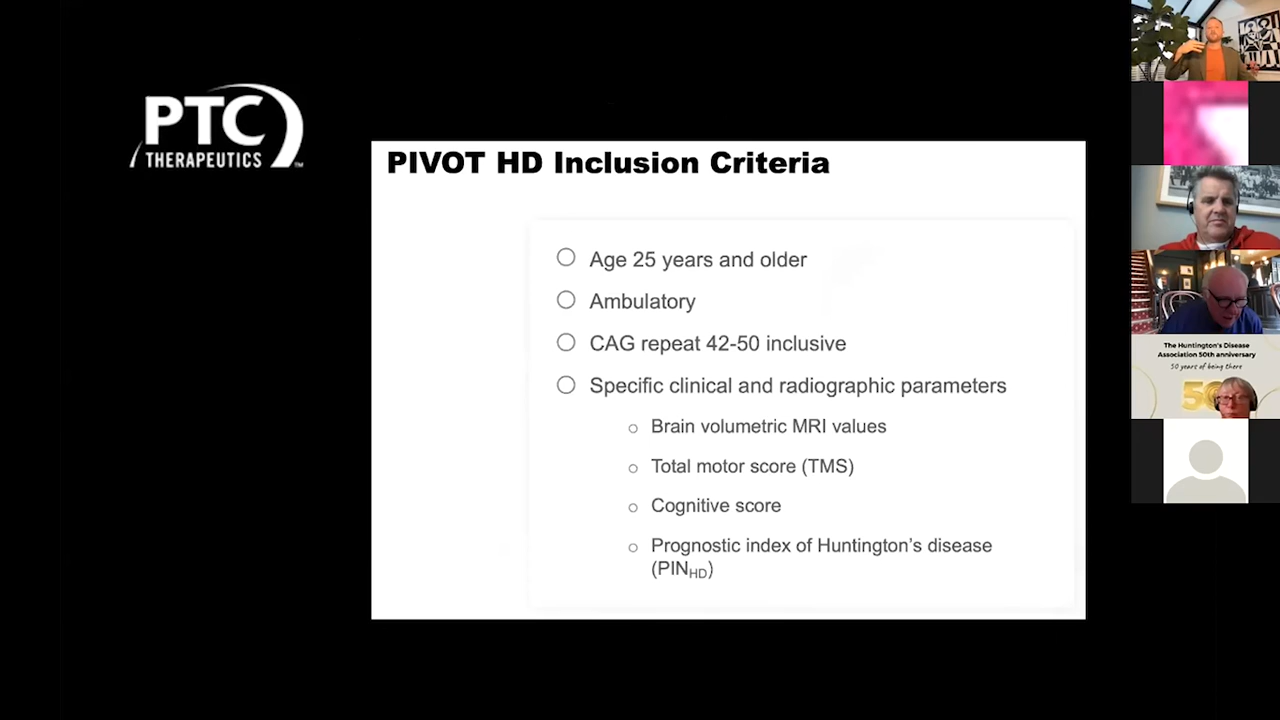 PTC
THERAPEUTICS™
PIVOT HD Inclusion Criteria
Age 25 years and older
Ambulatory
CAG repeat 42-50 inclusive
Specific clinical and radiographic parameters
Brain volumetric MRI values
Total motor score (TMS)
Cognitive score
Prognostic index of Huntington’s disease
(PINHD)
The Huntington's Disease
Association 50th anniversary
50 years of being there
50